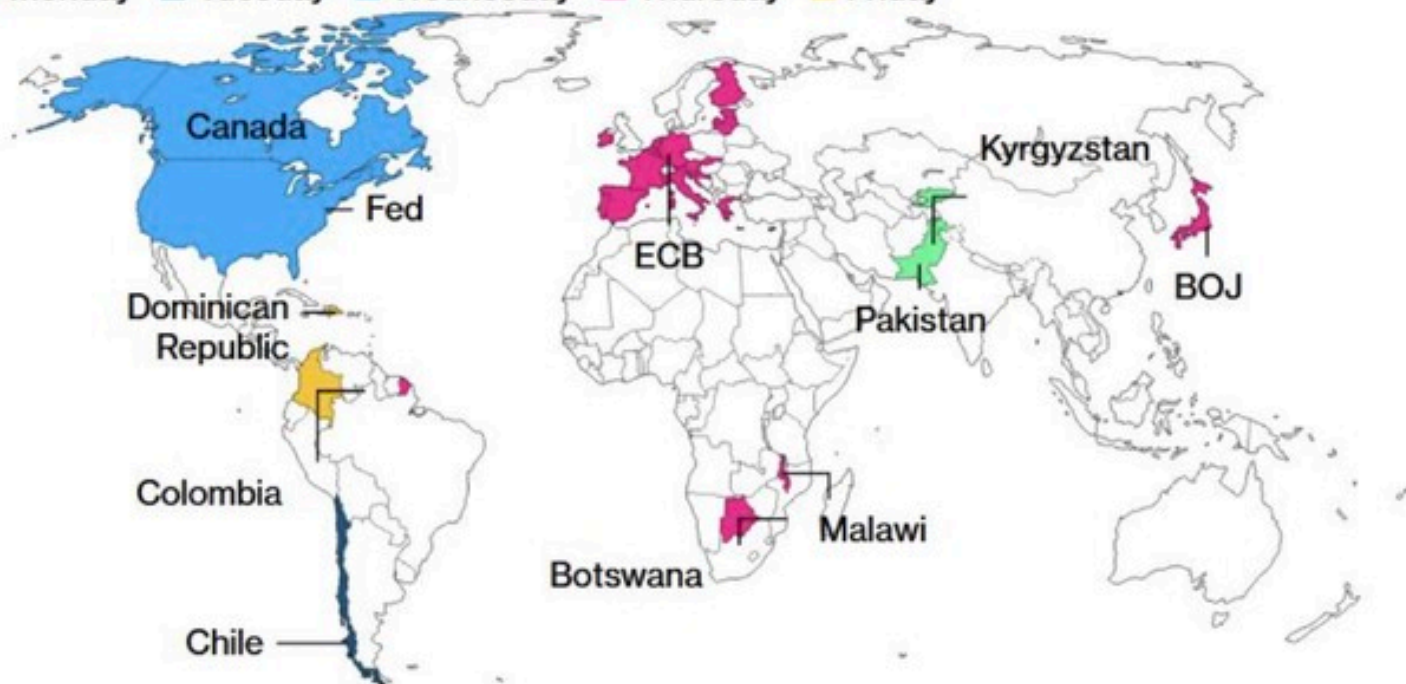 Canada
Kyrgyzstan
Fed
ECB
BOJ
Dominican
Republic
Pakistan
Colombia
Malawi
Botswana
Chile